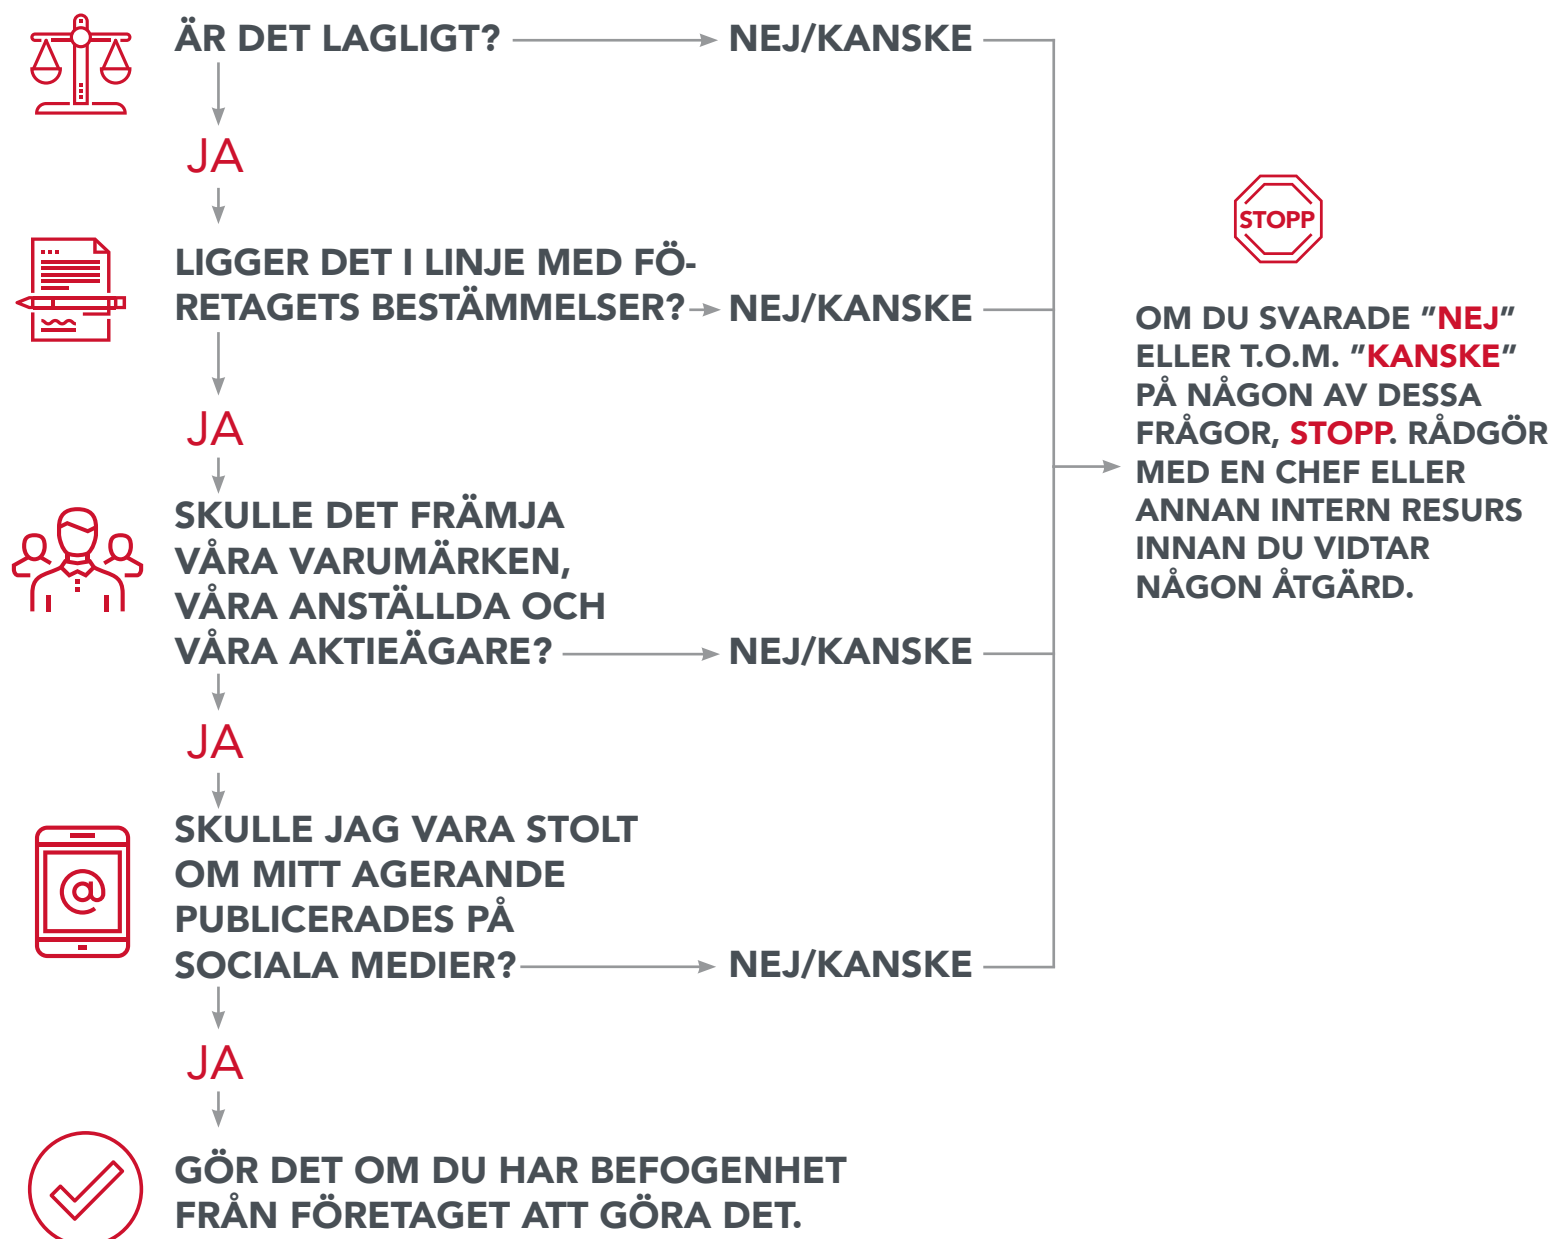 ÄR DET LAGLIGT?
NEJ/KANSKE
JA
LIGGER DET I LINJE MED FÖ-
RETAGETS BESTÄMMELSER?
NEJ/KANSKE
JA
SKULLE DET FRÄMJA
VÅRA VARUMÄRKEN,
VÅRA ANSTÄLLDA OCH
VÅRA AKTIEÄGARE?
NEJ/KANSKE
JA
SKULLE JAG VARA STOLT
OM MITT AGERANDE
PUBLICERADES PÅ
SOCIALA MEDIER?
NEJ/KANSKE
JA
@
GÖR DET OM DU HAR BEFOGENHET
FRÅN FÖRETAGET ATT GÖRA DET.
STOPP
OM DU SVARADE ”NEJ”
ELLER T.O.M. ”KANSKE”
PÅ NÅGON AV DESSA
FRÅGOR, STOPP. RÅDGÖR
MED EN CHEF ELLER
ANNAN INTERN RESURS
INNAN DU VIDTAR
NÅGON ÅTGÄRD.